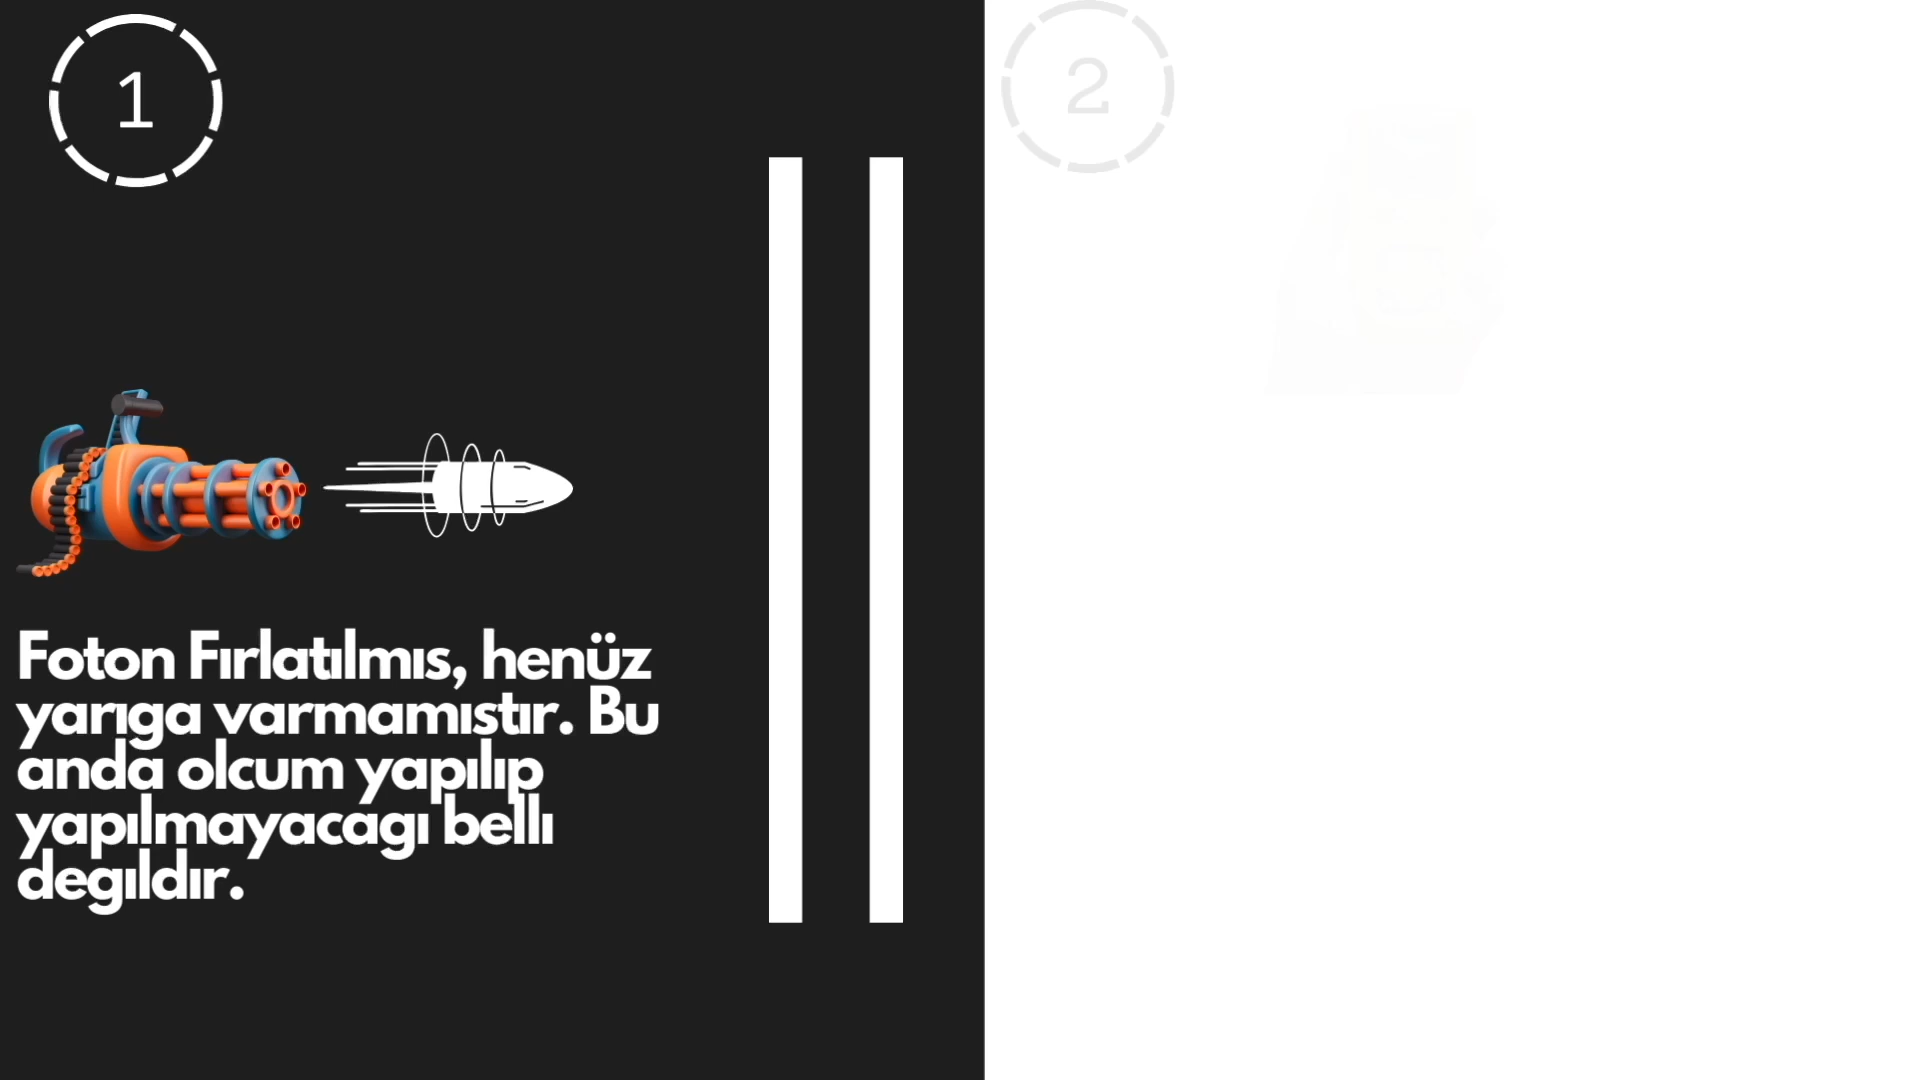 1
2
Foton Fırlatılmıs, henüz
yarıga varmamıstır. Bu
anda olcum yapılıp
yapılmayacagı bellı
degıldır.